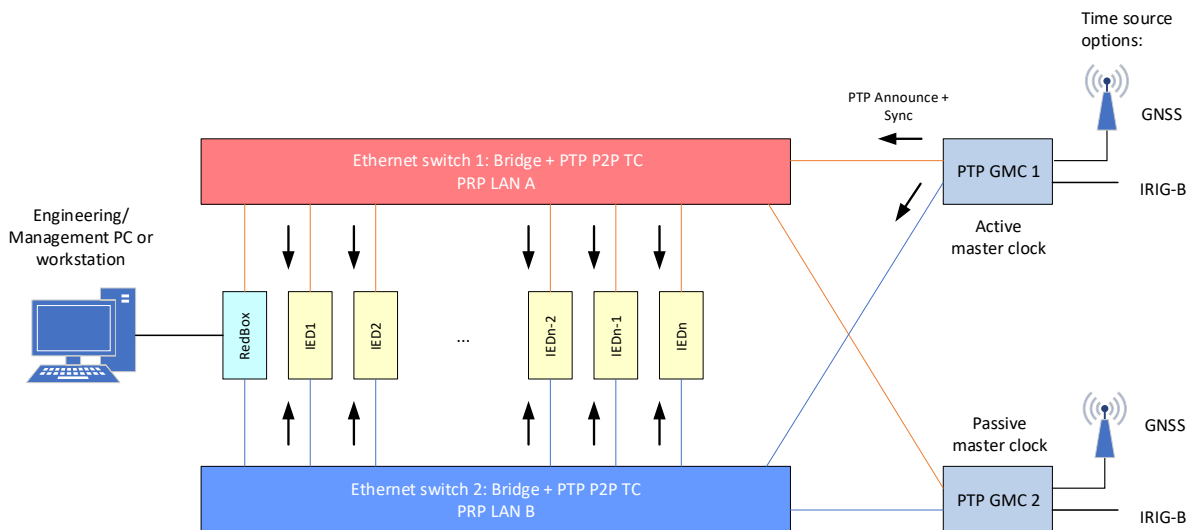 Time source
options:
GNSS
PTP Announce +
Sync
Ethernet switch 1: Bridge + PTP P2P TC
PRP LAN A
PTP GMC 1
IRIG-B
Active
master clock
Engineering/
Management PC or
workstation
RedBox
IED1
IED2
...
IEDn-2
IEDn-1
IEDn
Passive
master clock
GNSS
Ethernet switch 2: Bridge + PTP P2P TC
PRP LAN B
PTP GMC 2
IRIG-B